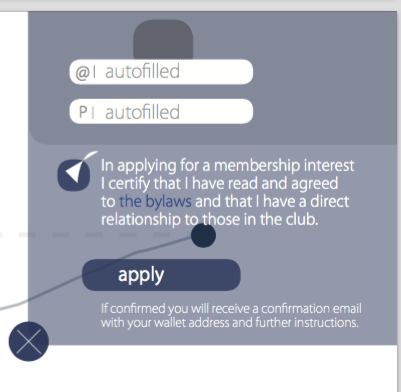 @| autofilled
P| autofilled
In applying for a membership interest
I certify that I have read and agreed
to the bylaws and that I have a direct
relationship to those in the club.
apply
If confirmed you will receive a confirmation email
with your wallet address and further instructions.